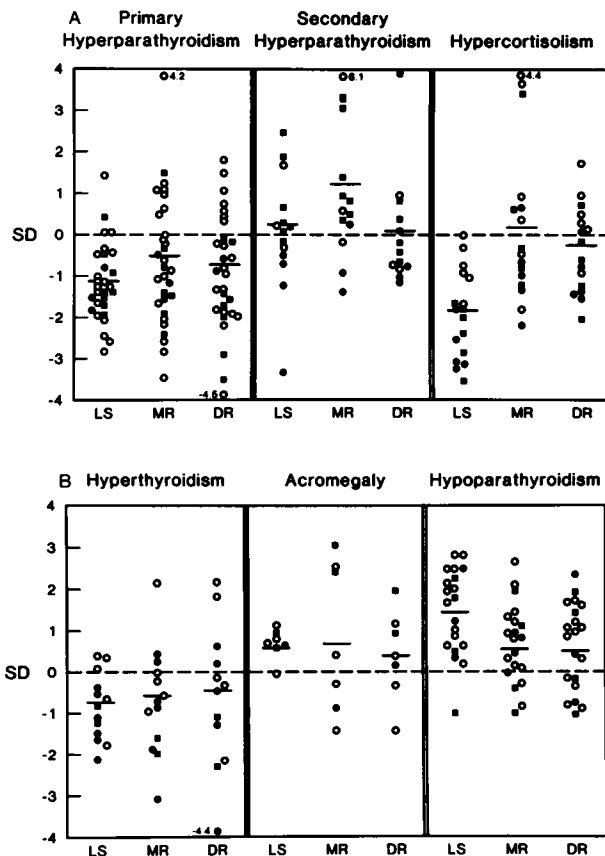 A
Primary
Hyperparathyroidism
Secondary
Hyperparathyroidism
Hypercortisolism
4
3
2
1
0
-1
-2
-3
-4
SD
4.2
-4.6
6.1
4.4
LS MR DR LS MR DR LS MR DR
B Hyperthyroidism Acromegaly Hypoparathyroidism
4
3
2
1
0
-1
-2
-3
-4
SD
-4 4
LS MR DR LS MR DR LS MR DR